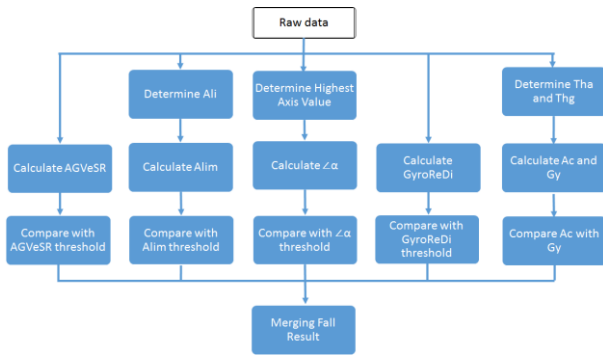 Raw data
Determine Ali
Determine Highest
Axis Value
Determine Tha
and Thg
Calculate AGVeSR
Calculate Alim
Calculate ∠α
Calculate
GyroReDi
Calculate Ac and
Gy
Compare with
AGVeSR threshold
Compare with
Alim threshold
Compare with ∠α
threshold
Compare with
GyroReDi
threshold
Compare Ac with
Gy
Merging Fall
Result